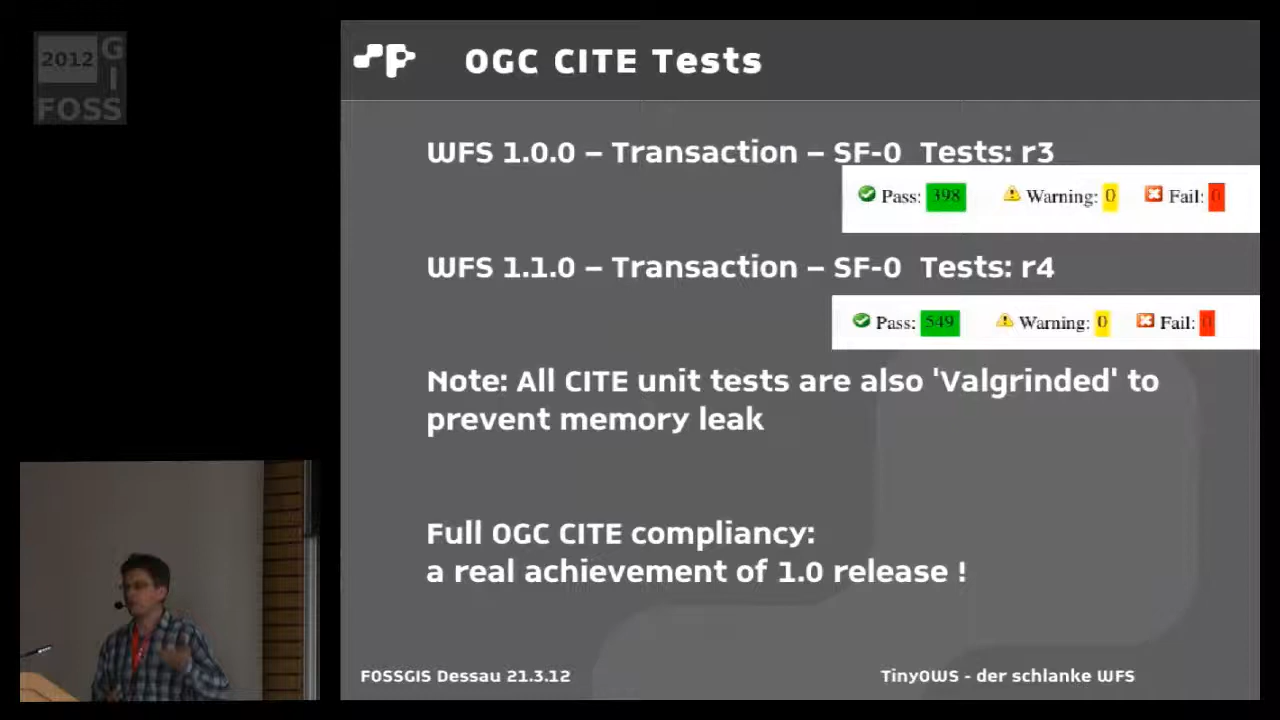 2012 GI
FOSS
OGC CITE Tests
WFS 1.0.0 – Transaction – SF-0 Tests: r3
Pass: 398 Warning: 0 Fail: 0
WFS 1.1.0 – Transaction – SF-0 Tests: r4
Pass: 549 Warning: 0 Fail: 0
Note: All CITE unit tests are also 'Valgrinded' to
prevent memory leak
Full OGC CITE compliancy:
a real achievement of 1.0 release !
FOSSGIS Dessau 21.3.12
TinyOWS - der schlanke WFS